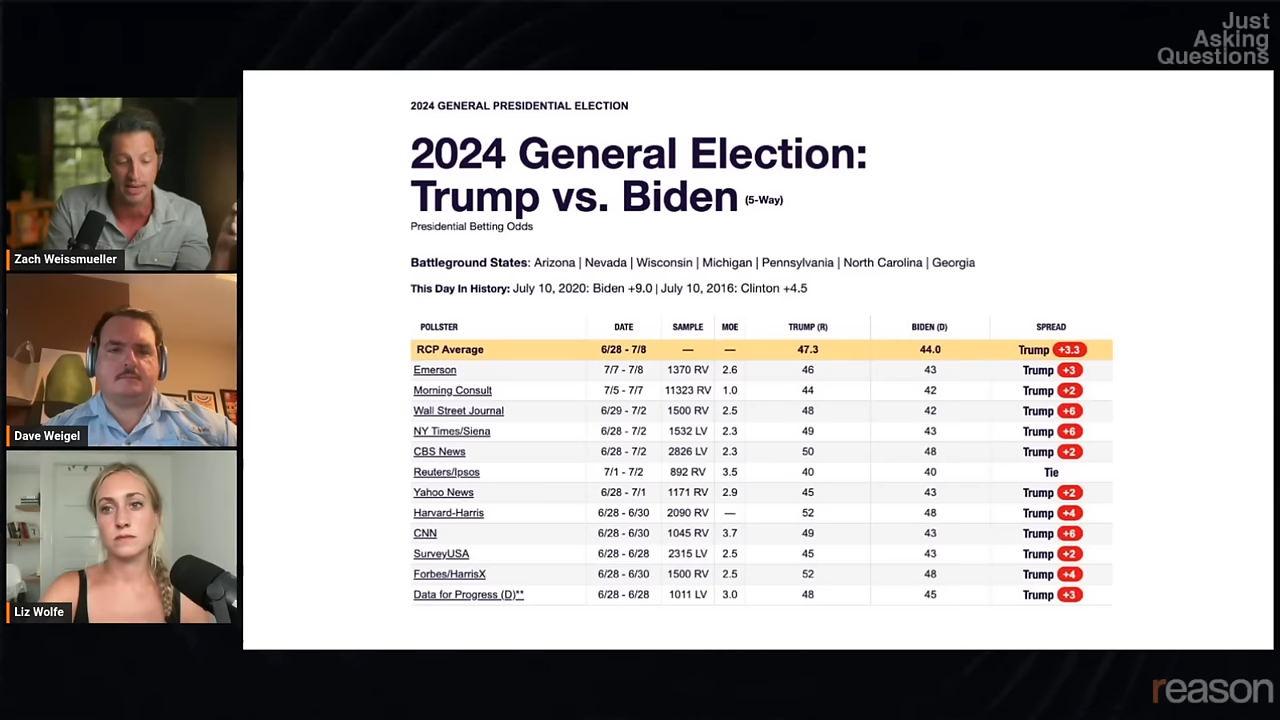 Just
Asking
Questions
2024 GENERAL PRESIDENTIAL ELECTION
2024 General Election:
Trump vs. Biden (5-Way)
Presidential Betting Odds
Battleground States: Arizona | Nevada | Wisconsin | Michigan | Pennsylvania | North Carolina | Georgia
This Day In History: July 10, 2020: Biden +9.0 | July 10, 2016: Clinton +4.5
POLLSTER DATE SAMPLE MOE TRUMP (R) BIDEN (D) SPREAD
RCP Average 6/28 - 7/8 — — 47.3 44.0 Trump +3.3
Emerson 7/7 - 7/8 1370 RV 2.6 46 43 Trump +3
Morning Consult 7/5 - 7/7 11323 RV 1.0 44 42 Trump +2
Wall Street Journal 6/29 - 7/2 1500 RV 2.5 48 42 Trump +6
NY Times/Siena 6/28 - 7/2 1532 LV 2.3 49 43 Trump +6
CBS News 6/28 - 7/2 2826 LV 2.3 50 48 Trump +2
Reuters/Ipsos 7/1 - 7/2 892 RV 3.5 40 40 Tie
Yahoo News 6/28 - 7/1 1171 RV 2.9 45 43 Trump +2
Harvard-Harris 6/28 - 6/30 2090 RV — 52 48 Trump +4
CNN 6/28 - 6/30 1045 RV 3.7 49 43 Trump +6
SurveyUSA 6/28 - 6/28 2315 LV 2.5 45 43 Trump +2
Forbes/HarrisX 6/28 - 6/30 1500 RV 2.5 52 48 Trump +4
Data for Progress (D)** 6/28 - 6/28 1011 LV 3.0 48 45 Trump +3
Zach Weissmueller
Dave Weigel
Liz Wolfe
reason